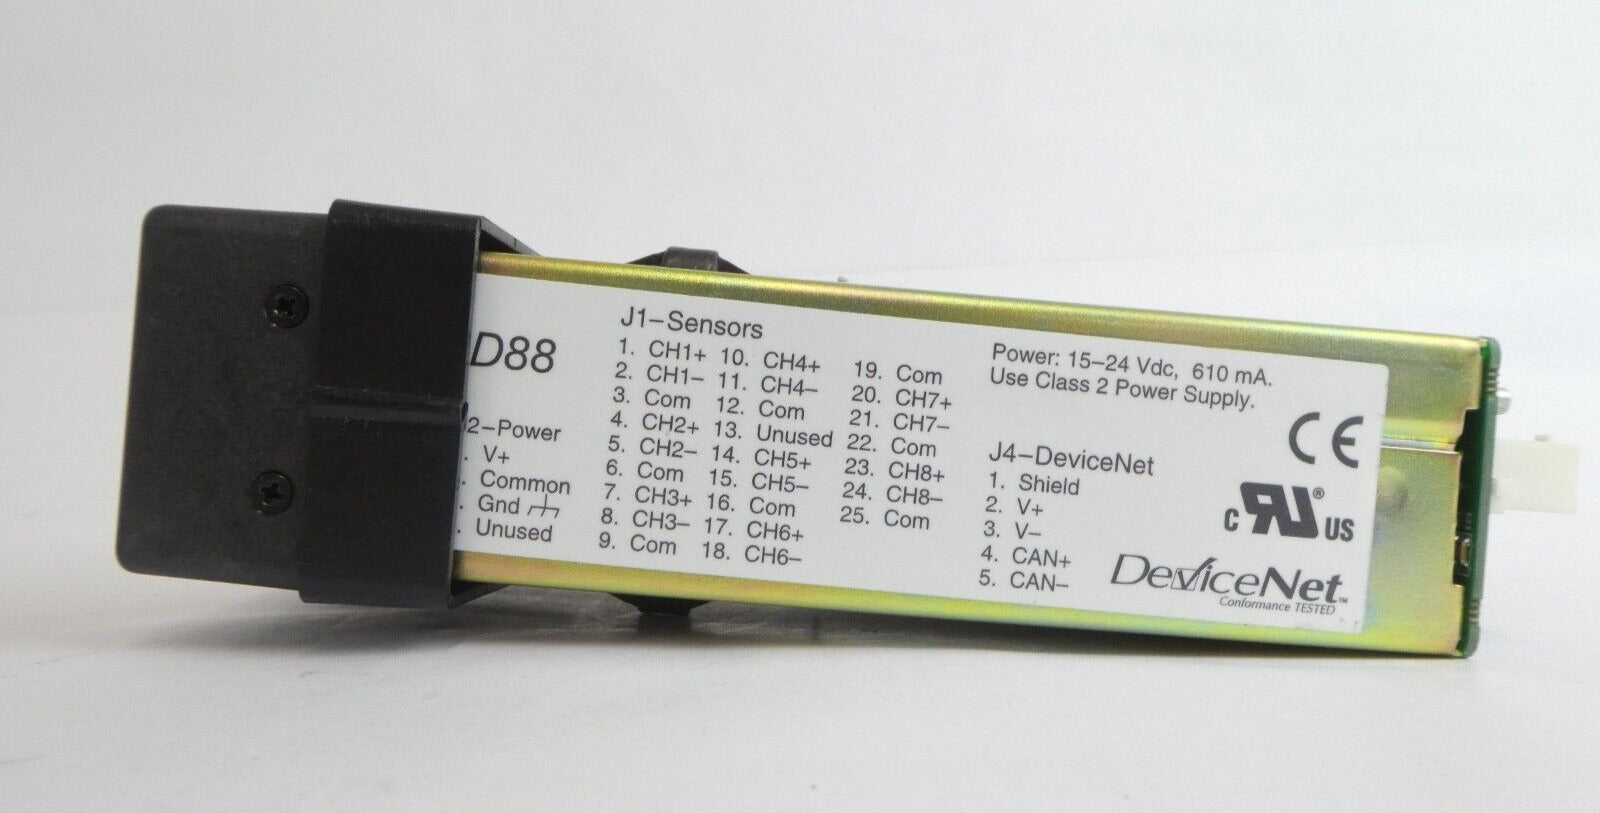 D88
2–Power
. V+
. Common
. Gnd
. Unused
J1–Sensors
1. CH1+
2. CH1–
3. Com
4. CH2+
5. CH2–
6. Com
7. CH3+
8. CH3–
9. Com
10. CH4+
11. CH4–
12. Com
13. Unused
14. CH5+
15. CH5–
16. Com
17. CH6+
18. CH6–
19. Com
20. CH7+
21. CH7–
22. Com
23. CH8+
24. CH8–
25. Com
Power: 15–24 Vdc, 610 mA.
Use Class 2 Power Supply.
J4–DeviceNet
1. Shield
2. V+
3. V–
4. CAN+
5. CAN–
CE
C RU ® US
DeviceNet™
Conformance TESTED